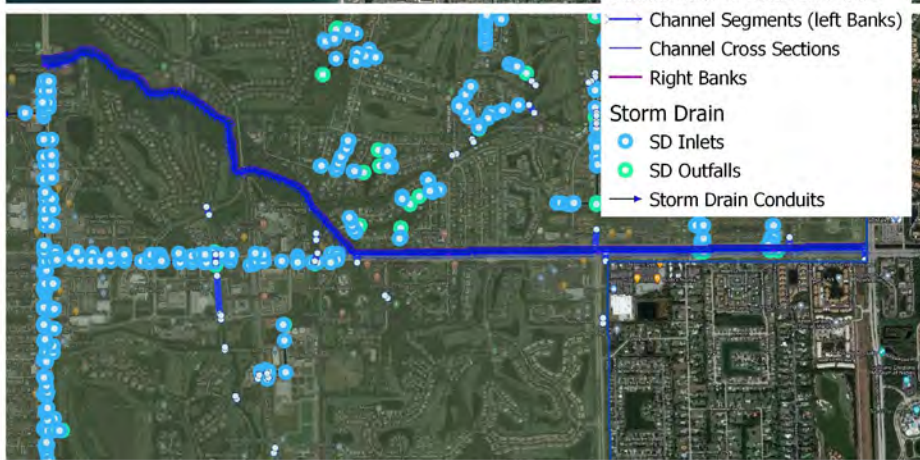 Channel Segments (left Banks)
Channel Cross Sections
Right Banks
Storm Drain
SD Inlets
SD Outfalls
Storm Drain Conduits